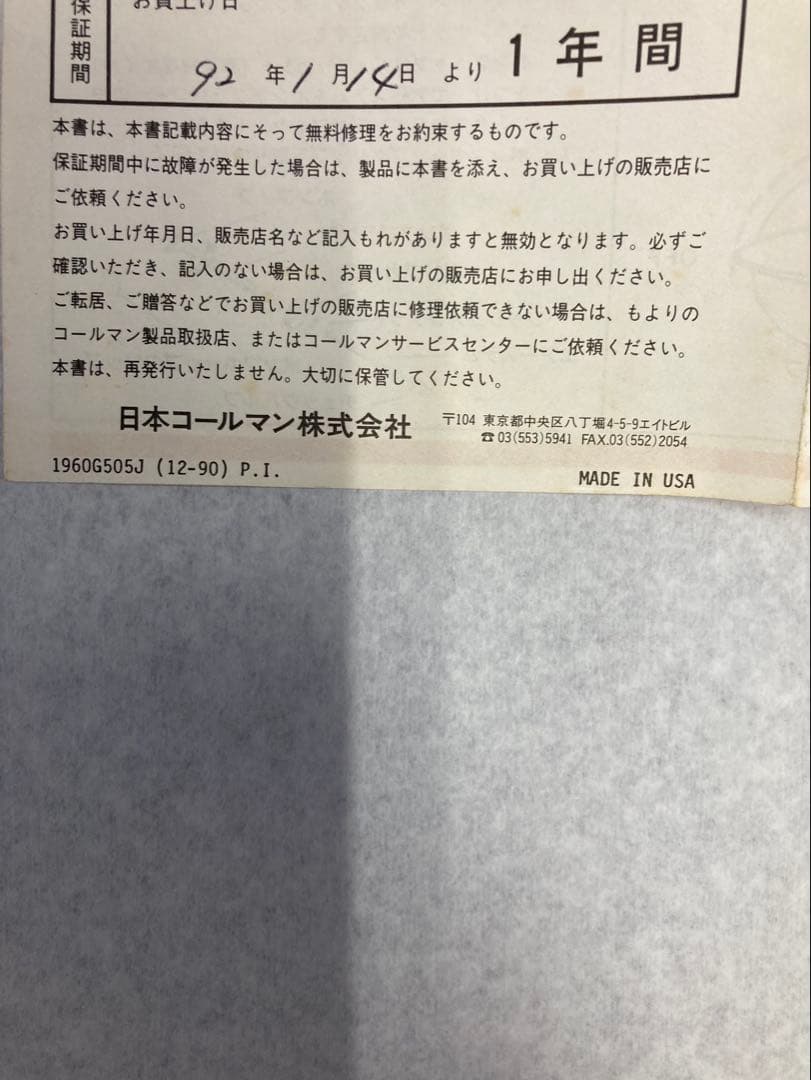 保証期間
お買上げ日
92年1月14日 より 1年間
本書は、本書記載内容にそって無料修理をお約束するものです。
保証期間中に故障が発生した場合は、製品に本書を添え、お買い上げの販売店に
ご依頼ください。
お買い上げ年月日、販売店名など記入もれがありますと無効となります。必ずご
確認いただき、記入のない場合は、お買い上げの販売店にお申し出ください。
ご転居、ご贈答などでお買い上げの販売店に修理依頼できない場合は、もよりの
コールマン製品取扱店、またはコールマンサービスセンターにご依頼ください。
本書は、再発行いたしません。大切に保管してください。
日本コールマン株式会社 〒104 東京都中央区八丁堀4-5-9エイトビル
☎03(553)5941 FAX.03(552)2054
1960G505J (12-90) P.I. MADE IN USA